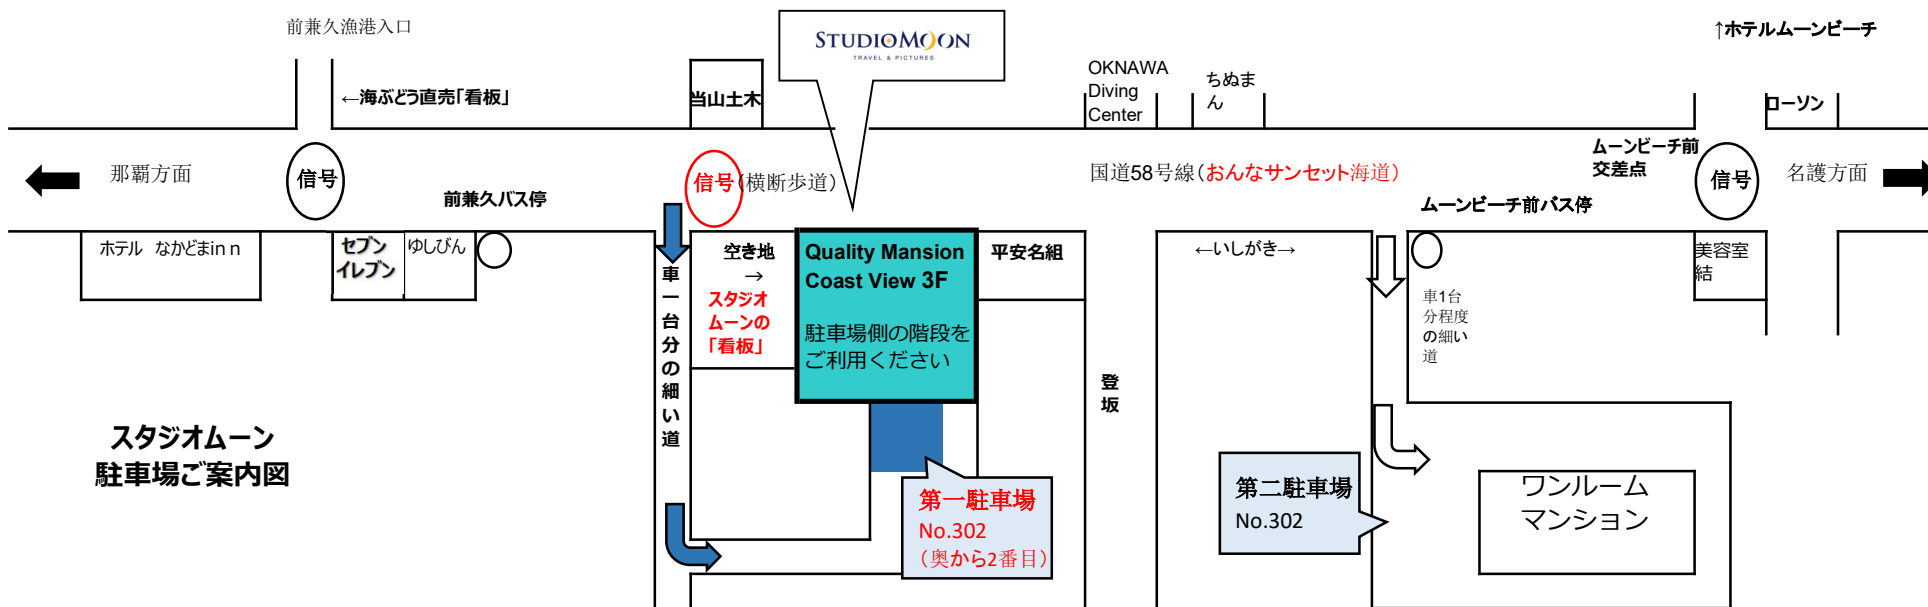 前兼久漁港入口
STUDIOMOON
TRAVEL & PICTURES
↑ホテルムーンビーチ
←海ぶどう直売「看板」
当山土木
OKNAWA
Diving
Center
ちぬま
ん
ローソン
那覇方面
信号
前兼久バス停
信号(横断歩道)
国道58号線(おんなサンセット海道)
ムーンビーチ前
交差点
信号
名護方面
ムーンビーチ前バス停
ホテル なかどまinn
セブン
イレブン
ゆしびん
車一台分の細い道
空き地
→
スタジオ
ムーンの
「看板」
Quality Mansion
Coast View 3F
駐車場側の階段を
ご利用ください
平安名組
←いしがき→
美容室
結
車1台
分程度
の細い
道
登
坂
スタジオムーン
駐車場ご案内図
第一駐車場
No.302
(奥から2番目)
第二駐車場
No.302
ワンルーム
マンション